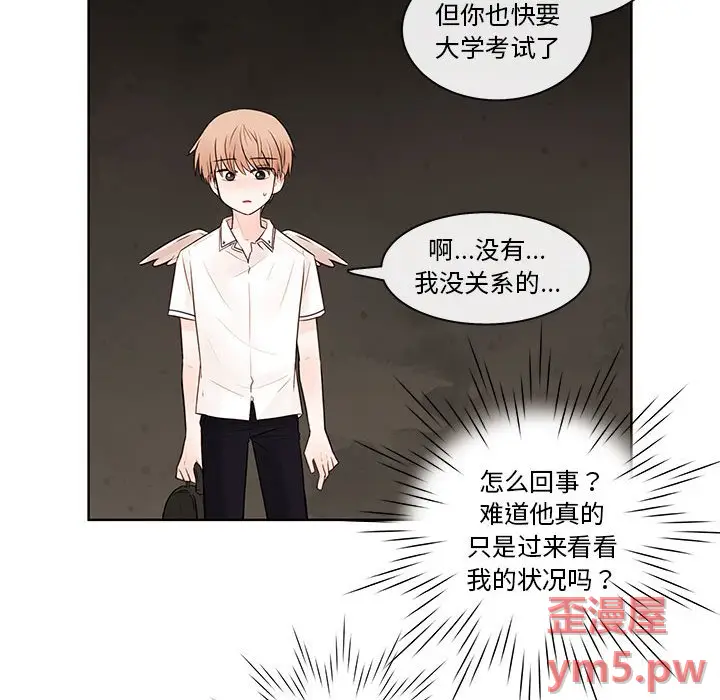 但你也快要
大学考试了
啊...没有...
我没关系的...
怎么回事？
难道他真的
只是过来看看
我的状况吗？
歪漫屋
ym5.pw